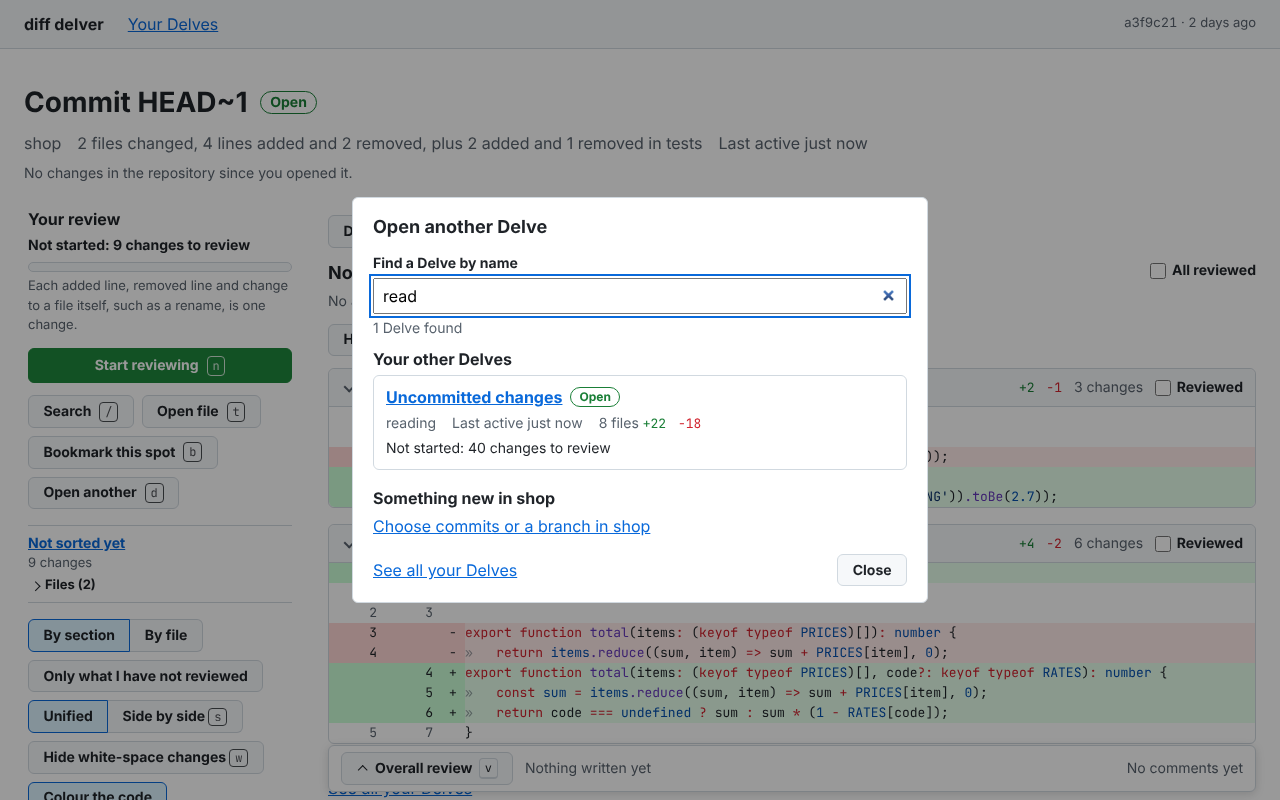 diff delver Your Delves a3f9c21 · 2 days ago
Commit HEAD~1 Open
shop 2 files changed, 4 lines added and 2 removed, plus 2 added and 1 removed in tests Last active just now
No changes in the repository since you opened it.
Your review
Not started: 9 changes to review
Each added line, removed line and change
to a file itself, such as a rename, is one
change.
Start reviewing n
Search / Open file t
Bookmark this spot b
Open another d
Not sorted yet
9 changes
Files (2)
By section By file
Only what I have not reviewed
Unified Side by side s
Hide white-space changes w
Colour the code
Open another Delve
Find a Delve by name
read
1 Delve found
Your other Delves
Uncommitted changes Open
reading Last active just now 8 files +22 -18
Not started: 40 changes to review
Something new in shop
Choose commits or a branch in shop
See all your Delves Close
All reviewed
+2 -1 3 changes Reviewed
));
NG')).toBe(2.7));
+4 -2 6 changes Reviewed
2 3
3 - export function total(items: (keyof typeof PRICES)[]): number {
4 - » return items.reduce((sum, item) => sum + PRICES[item], 0);
4 + export function total(items: (keyof typeof PRICES)[], code?: keyof typeof RATES): number {
5 + » const sum = items.reduce((sum, item) => sum + PRICES[item], 0);
6 + » return code === undefined ? sum : sum * (1 - RATES[code]);
5 7 }
Overall review v Nothing written yet No comments yet
See all your Delves